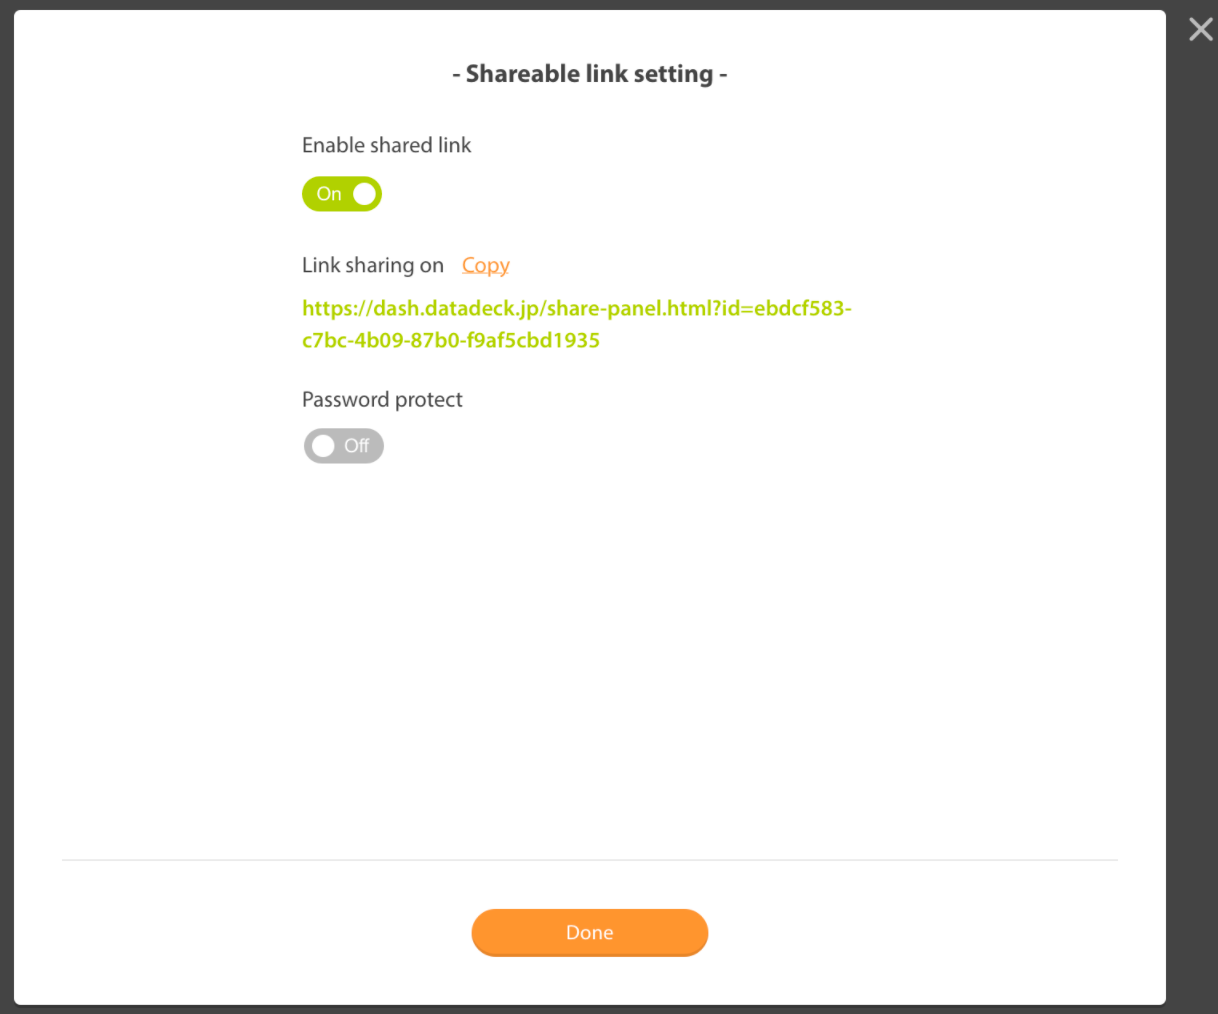 - Shareable link setting -
Enable shared link
On
Link sharing on Copy
https://dash.datadeck.jp/share-panel.html?id=ebdcf583-
c7bc-4b09-87b0-f9af5cbd1935
Password protect
Off
Done